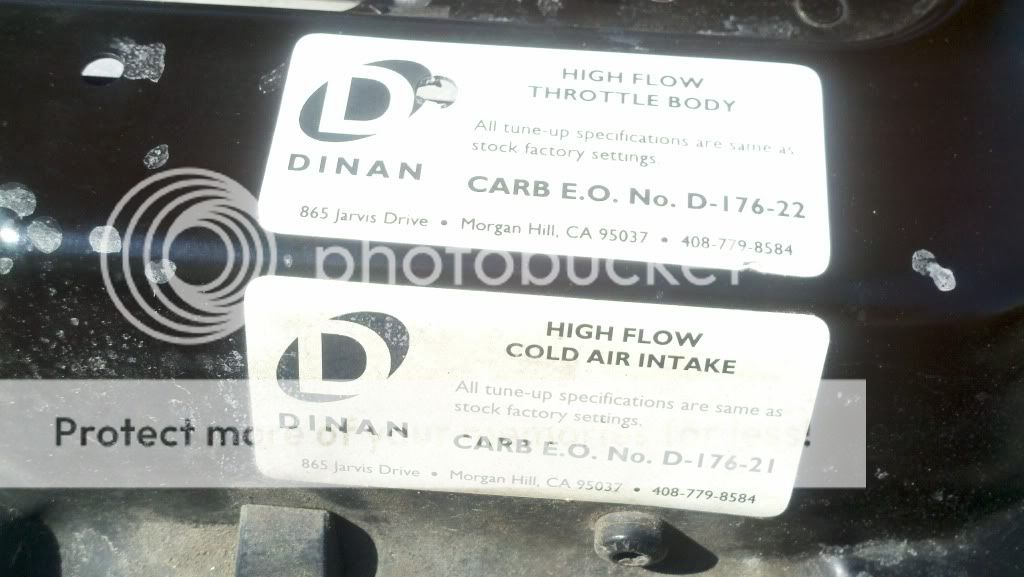 HIGH FLOW
THROTTLE BODY
All tune-up specifications are same as
stock factory settings.
DINAN
CARB E.O. No. D-176-22
865 Jarvis Drive • Morgan Hill, CA 95037 • 408-779-8584
photobucket
HIGH FLOW
COLD AIR INTAKE
All tune-up specifications are same as
stock factory settings.
DINAN
CARB E.O. No. D-176-21
Protect more of your memories for less!
865 Jarvis Drive • Morgan Hill, CA 95037 • 408-779-8584